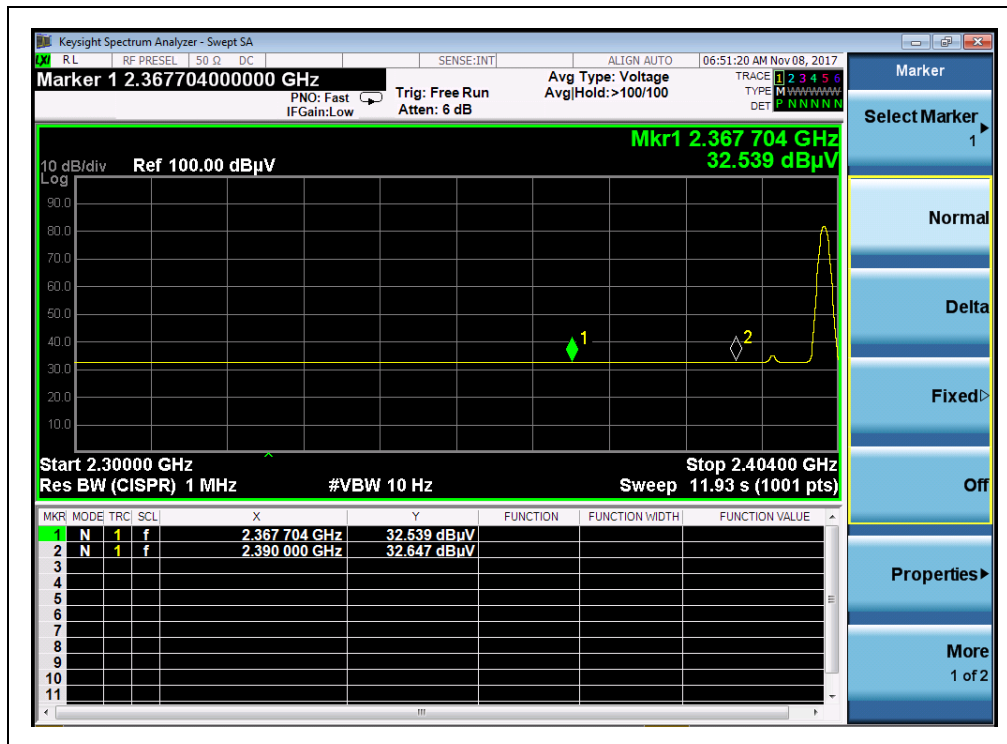 Keysight Spectrum Analyzer - Swept SA
LXI RL RF PRESEL 50 Ω DC SENSE:INT ALIGN AUTO 06:51:20 AM Nov 08, 2017
Marker 1 2.367704000000 GHz
PNO: Fast
IFGain:Low
Trig: Free Run
Atten: 6 dB
Avg Type: Voltage
Avg|Hold:>100/100
TRACE 1 2 3 4 5 6
TYPE M WWWWW
DET P N N N N N
Mkr1 2.367 704 GHz
32.539 dBµV
10 dB/div Ref 100.00 dBµV
Log
90.0
80.0
70.0
60.0
50.0
40.0
30.0
20.0
10.0
1
2
Start 2.30000 GHz Stop 2.40400 GHz
Res BW (CISPR) 1 MHz #VBW 10 Hz Sweep 11.93 s (1001 pts)
MKR MODE TRC SCL X Y FUNCTION FUNCTION WIDTH FUNCTION VALUE
1 N 1 f 2.367 704 GHz 32.539 dBµV
2 N 1 f 2.390 000 GHz 32.647 dBµV
3
4
5
6
7
8
9
10
11
Marker
Select Marker
1
Normal
Delta
Fixed
Off
Properties
More
1 of 2